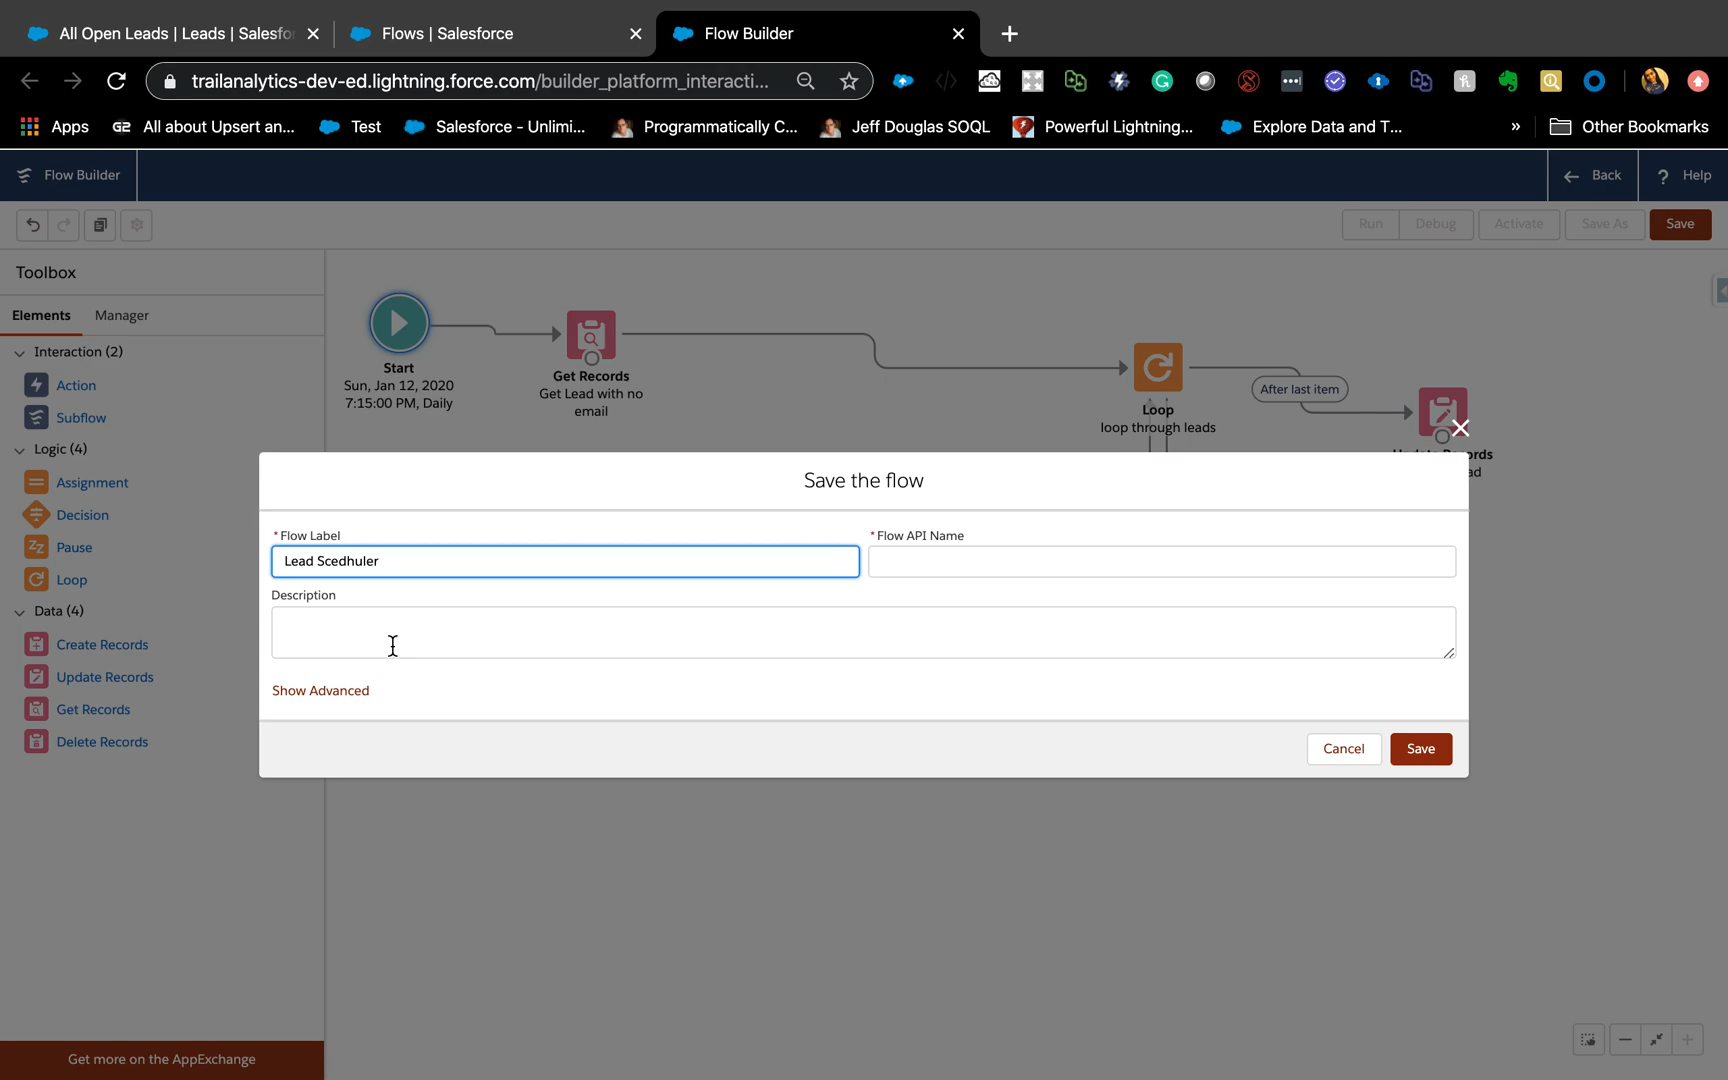 All Open Leads | Leads | Salesfo
Flows | Salesforce
Flow Builder
trailanalytics-dev-ed.lightning.force.com/builder_platform_interacti...
Apps
All about Upsert an...
Test
Salesforce - Unlimi...
Programmatically C...
Jeff Douglas SOQL
Powerful Lightning...
Explore Data and T...
»
Other Bookmarks
Flow Builder
Back
? Help
Run
Debug
Activate
Save As
Save
Toolbox
Elements
Manager
Interaction (2)
Action
Subflow
Logic (4)
Assignment
Decision
Pause
Loop
Data (4)
Create Records
Update Records
Get Records
Delete Records
Get more on the AppExchange
Start
Sun, Jan 12, 2020
7:15:00 PM, Daily
Get Records
Get Lead with no
email
Loop
loop through leads
After last item
Save the flow
* Flow Label
Lead Scedhuler
* Flow API Name
Description
Show Advanced
Cancel
Save